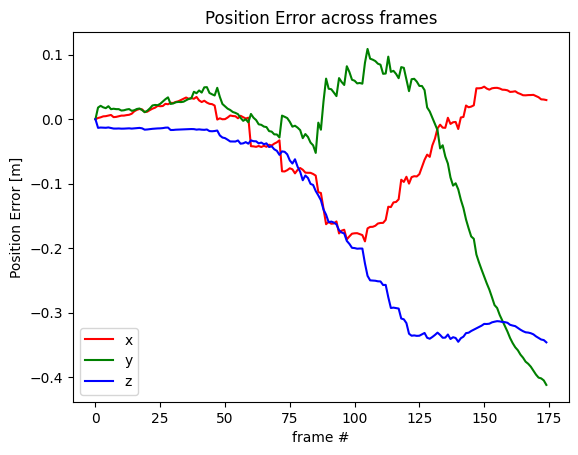 Position Error across frames
Position Error [m]
0.1
0.0
−0.1
−0.2
−0.3
−0.4
x
y
z
0 25 50 75 100 125 150 175
frame #